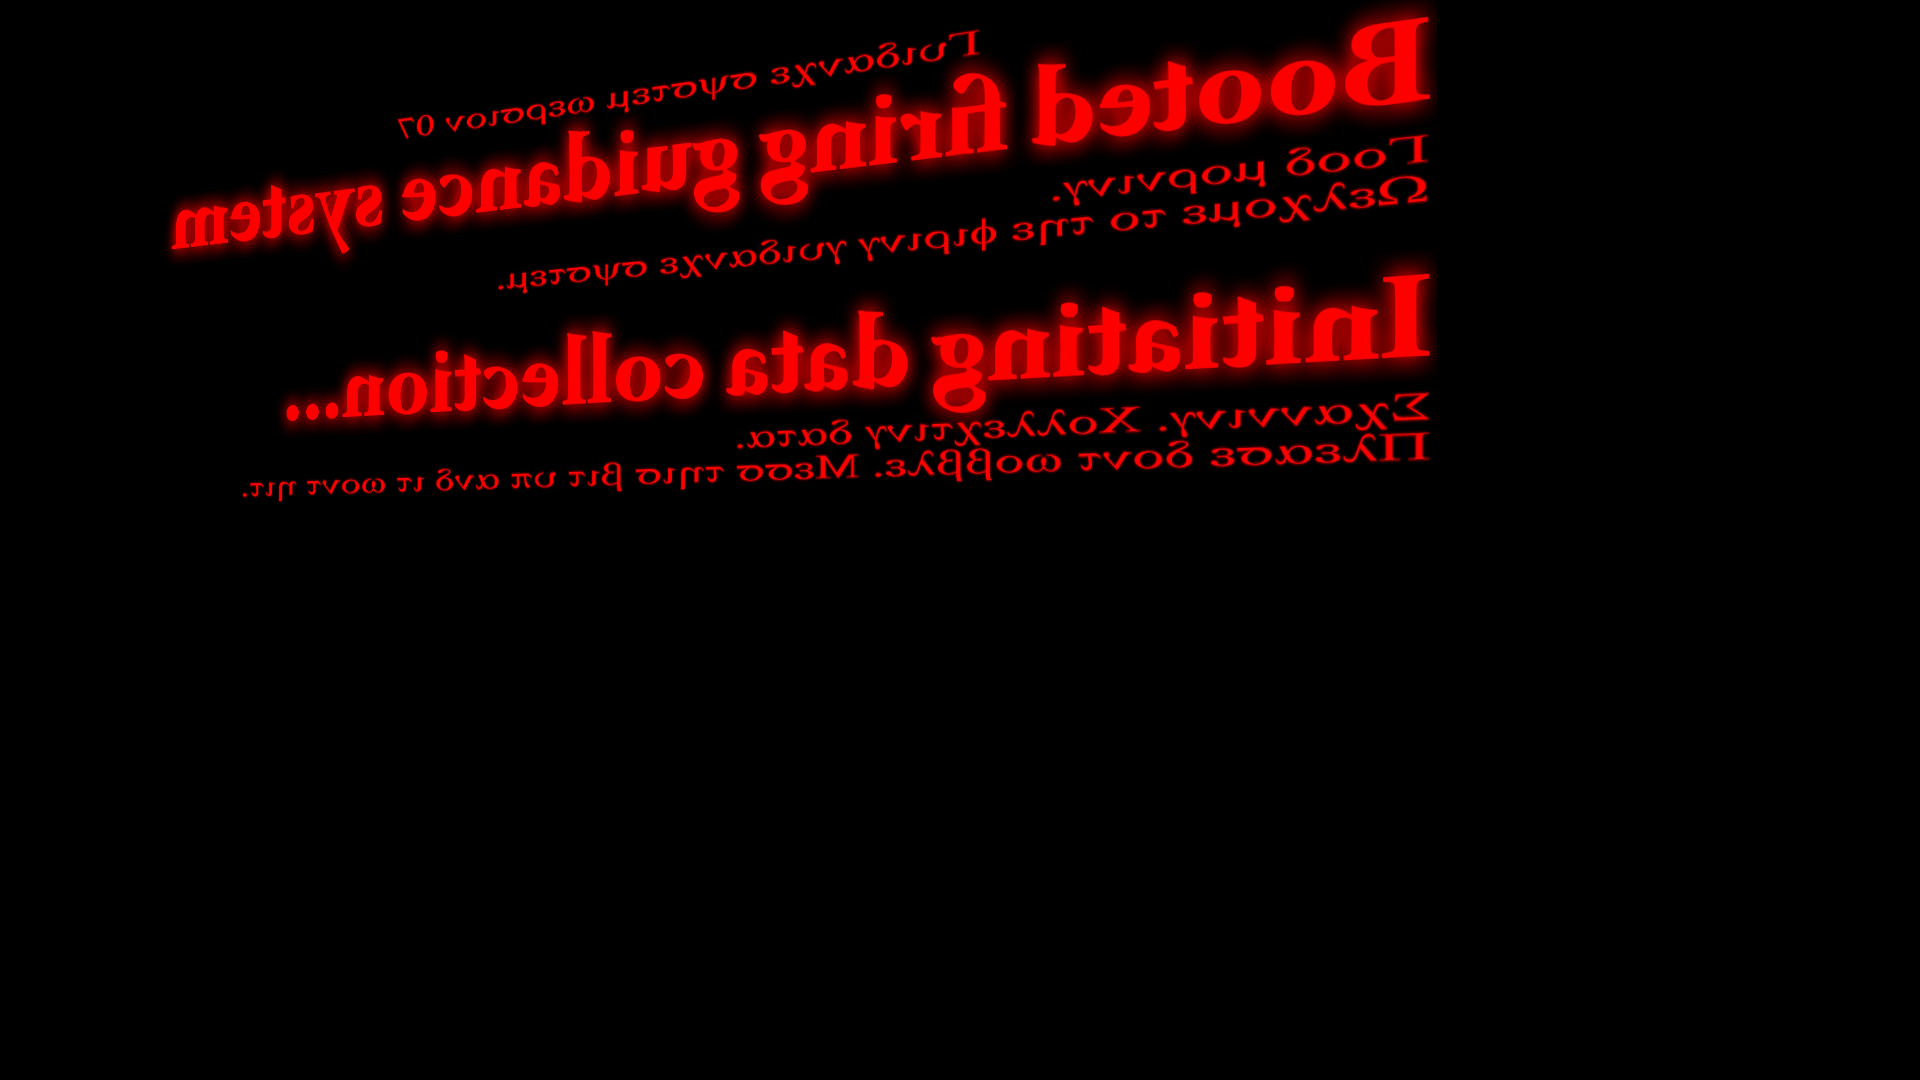 Γυιδανχε σψστεμ ωερσιον 07
Booted firing guidance system
Γοοδ μορνινγ.
Ωελχομε το τηε φιρινγ γυιδανχε σψστεμ.
Initiating data collection...
Σχαννινγ. Χολλεχτινγ δατα.
Πλεασε δοντ ωοββλε. Μεσσ τηισ βιτ υπ ανδ ιτ ωοντ ηιτ.